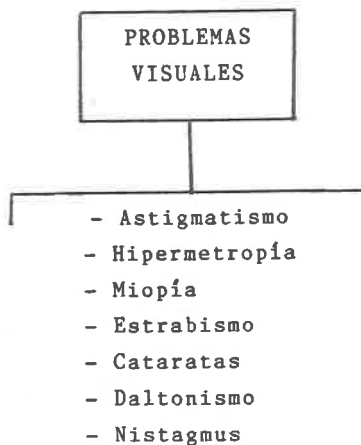 PROBLEMAS
VISUALES
- Astigmatismo
- Hipermetropía
- Miopía
- Estrabismo
- Cataratas
- Daltonismo
- Nistagmus